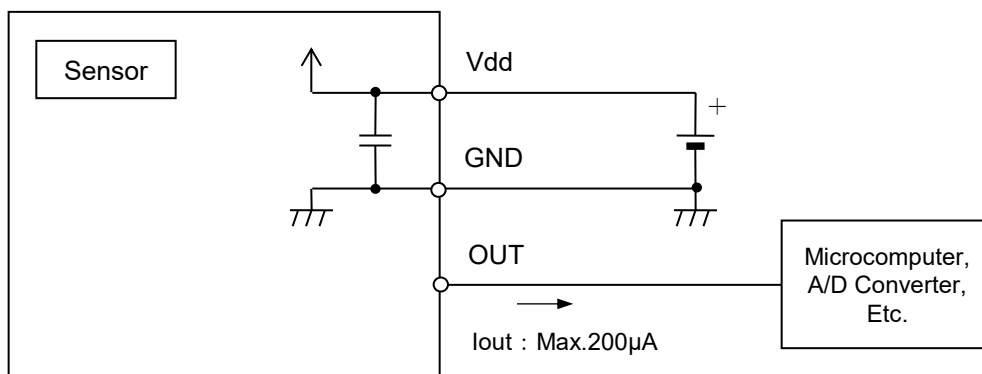 Sensor
Vdd
+
GND
OUT
Microcomputer,
A/D Converter,
Etc.
Iout : Max.200µA